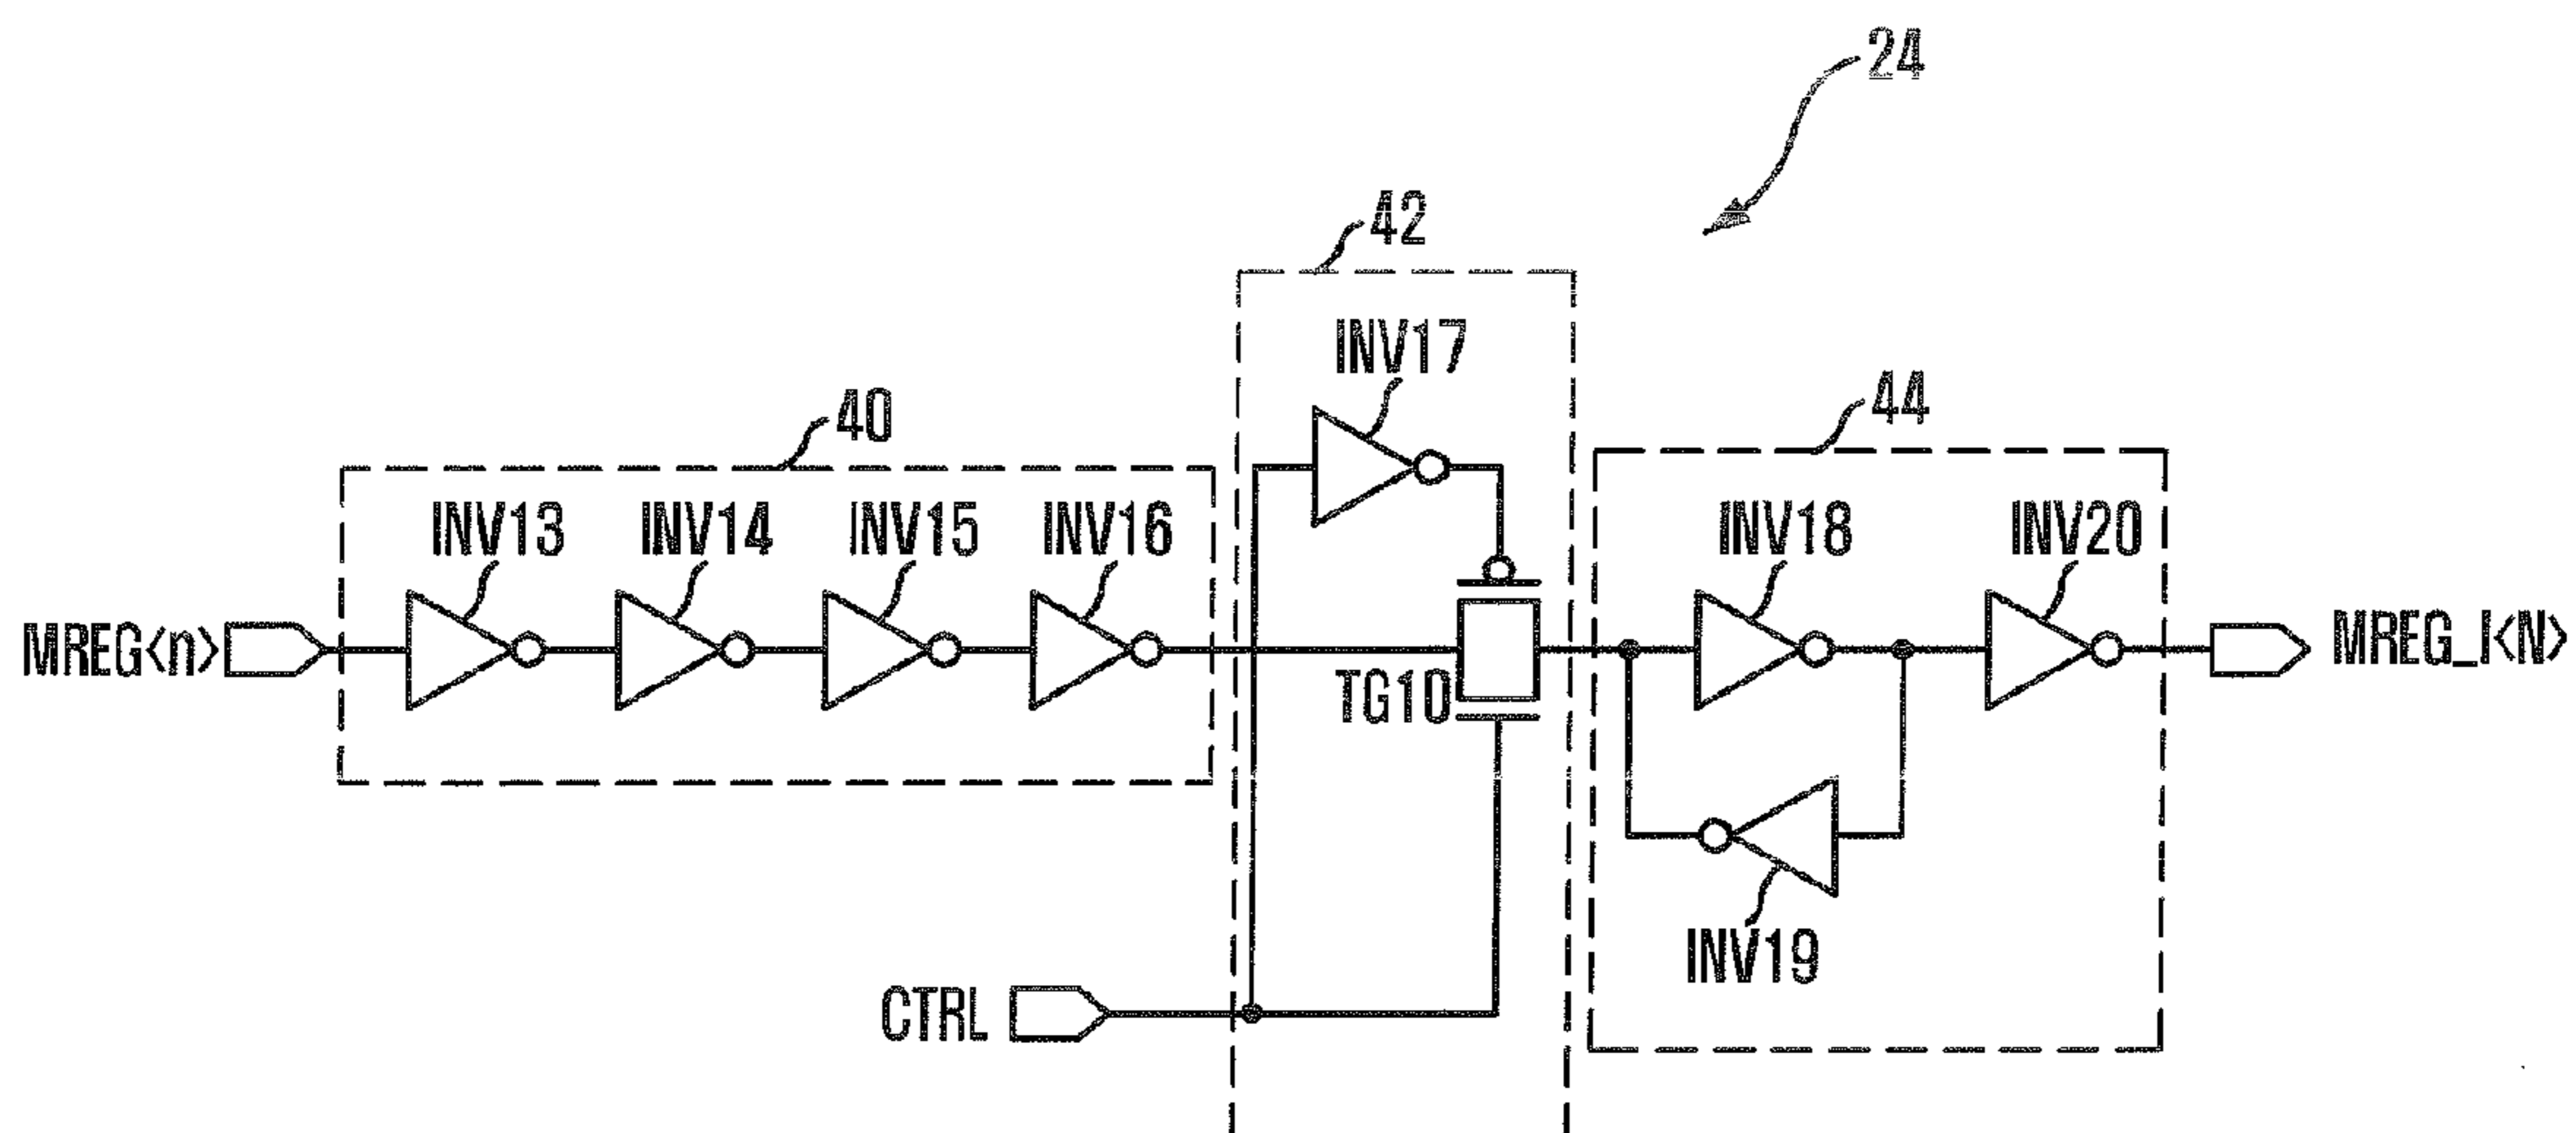 24
42
INV17
40
44
INV13
INV14
INV15
INV16
INV18
INV20
MREG<n>
MREG_I<N>
TG10
INV19
CTRL